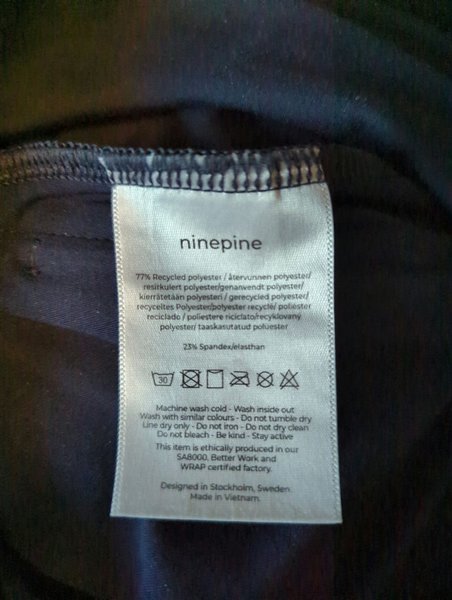 ninepine
77% Recycled polyester / återvunnen polyester/
resirkulert polyester/genanvendt polyester/
kierrätetään polyesteri / gerecycled polyester/
recyceltes Polyester/polyester recyclé/ poliéster
reciclado / poliestere riciclato/recyklovaný
polyester/ taaskasutatud polüester
23% Spandex/elasthan
30
Machine wash cold - Wash inside out
Wash with similar colours - Do not tumble dry
Line dry only - Do not iron - Do not dry clean
Do not bleach - Be kind - Stay active
This item is ethically produced in our
SA8000, Better Work and
WRAP certified factory.
Designed in Stockholm, Sweden.
Made in Vietnam.